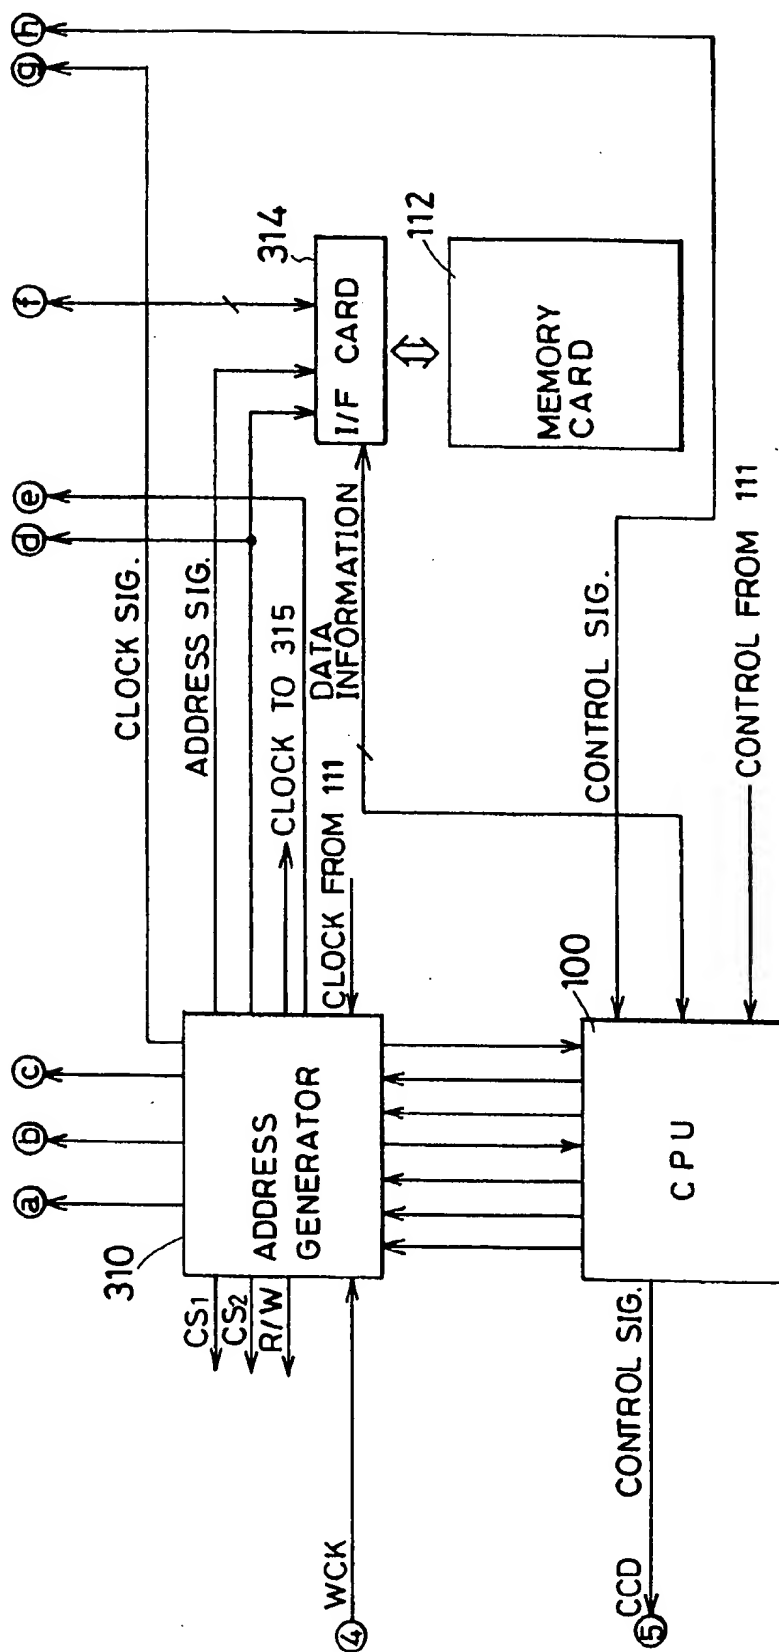 ⓐ
ⓑ
ⓒ
ⓓ
ⓔ
ⓕ
ⓖ
ⓗ
CLOCK SIG.
ADDRESS SIG.
CLOCK TO 315
CLOCK FROM 111
DATA
INFORMATION
314
I/F CARD
112
MEMORY
CARD
310
CS1
CS2
R/W
ADDRESS
GENERATOR
④
WCK
CONTROL SIG.
CONTROL FROM 111
100
CPU
⑤
CCD CONTROL SIG.